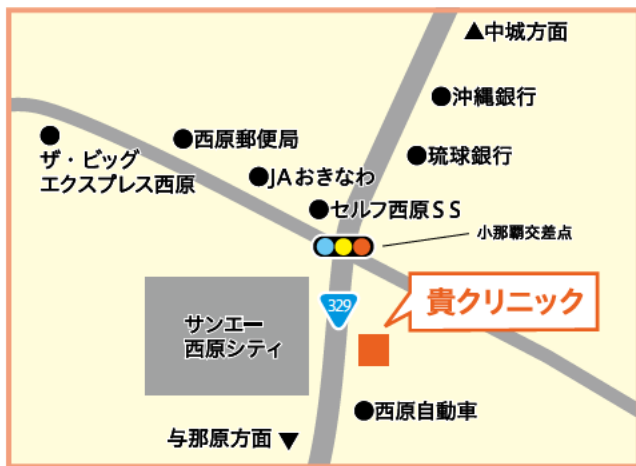 ▲中城方面
●沖縄銀行
●西原郵便局
●琉球銀行
●
ザ・ビッグ
エクスプレス西原
●JAおきなわ
●セルフ西原SS
小那覇交差点
329
貴クリニック
サンエー
西原シティ
●西原自動車
与那原方面▼